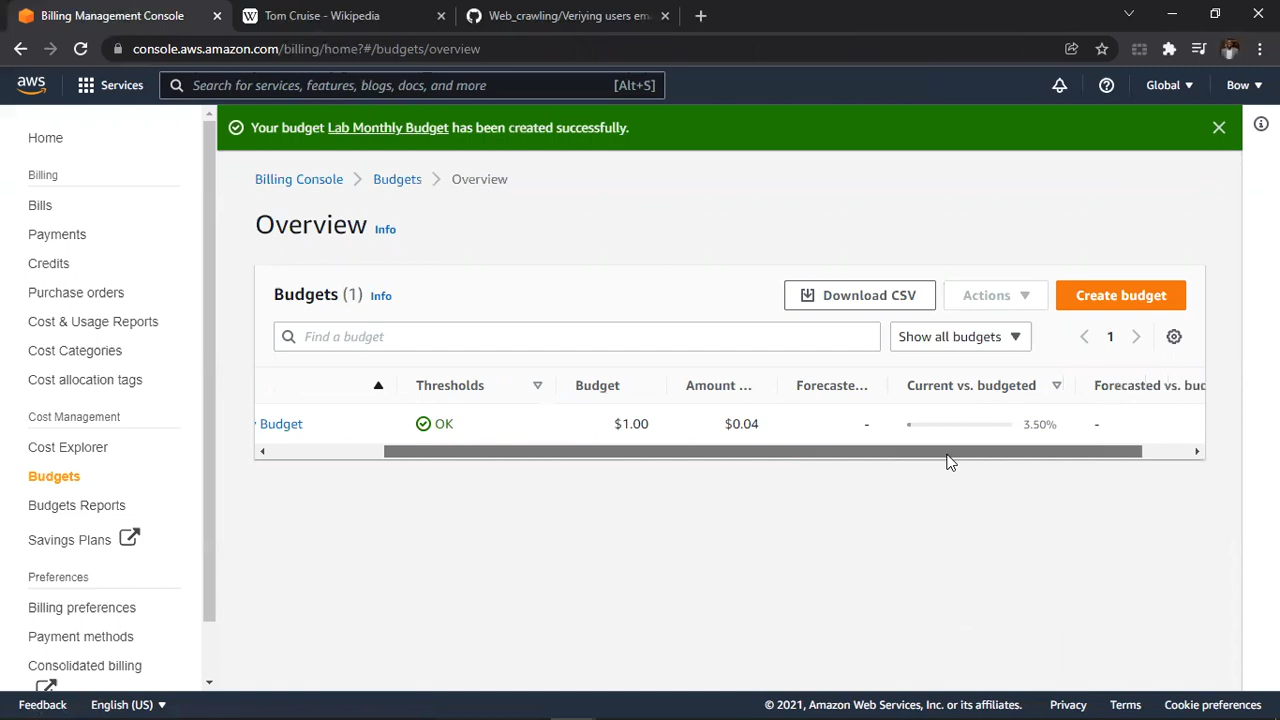 Billing Management Console
Tom Cruise - Wikipedia
Web_crawling/Veriying users ema
console.aws.amazon.com/billing/home?#/budgets/overview
aws
Services
Search for services, features, blogs, docs, and more
[Alt+S]
Global
Bow
Home
Billing
Bills
Payments
Credits
Purchase orders
Cost & Usage Reports
Cost Categories
Cost allocation tags
Cost Management
Cost Explorer
Budgets
Budgets Reports
Savings Plans
Preferences
Billing preferences
Payment methods
Consolidated billing
Your budget Lab Monthly Budget has been created successfully.
Billing Console > Budgets > Overview
Overview Info
Budgets (1) Info
Download CSV
Actions
Create budget
Find a budget
Show all budgets
1
Thresholds Budget Amount ... Forecaste... Current vs. budgeted Forecasted vs. bud
Budget OK $1.00 $0.04 - 3.50% -
Feedback English (US) © 2021, Amazon Web Services, Inc. or its affiliates. Privacy Terms Cookie preferences